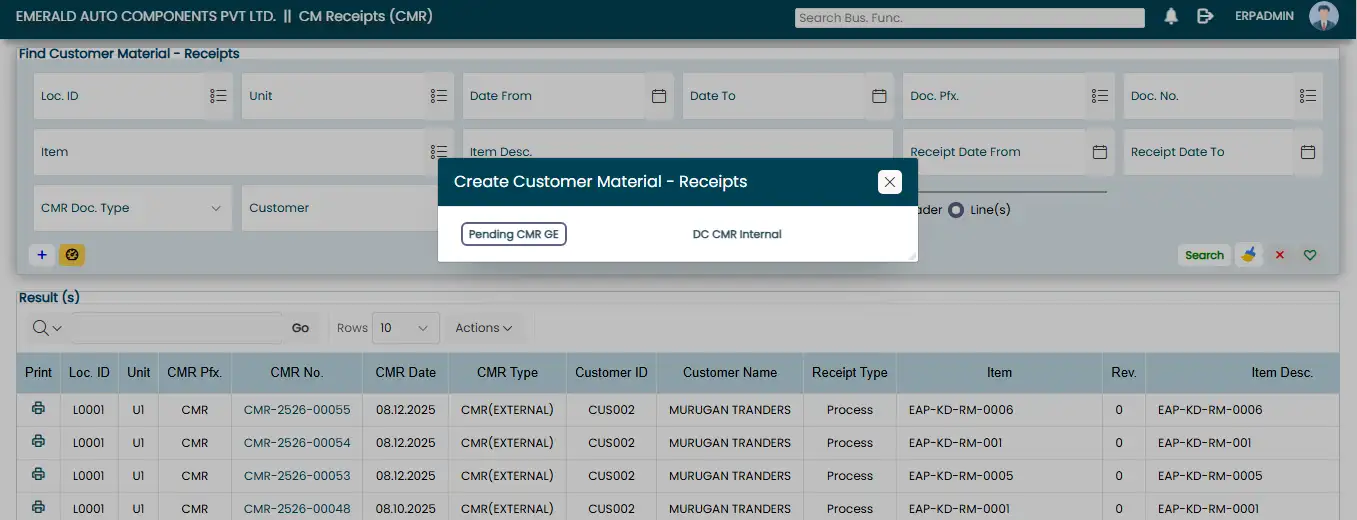 EMERALD AUTO COMPONENTS PVT LTD. || CM Receipts (CMR) Search Bus. Func. ERPADMIN
Find Customer Material - Receipts
Loc. ID Unit Date From Date To Doc. Pfx. Doc. No.
Item Item Desc. Receipt Date From Receipt Date To
Create Customer Material - Receipts
CMR Doc. Type Customer ader Line(s)
Pending CMR GE DC CMR Internal
+ Search
Result (s)
Go Rows 10 Actions
Print Loc. ID Unit CMR Pfx. CMR No. CMR Date CMR Type Customer ID Customer Name Receipt Type Item Rev. Item Desc.
L0001 U1 CMR CMR-2526-00055 08.12.2025 CMR(EXTERNAL) CUS002 MURUGAN TRANDERS Process EAP-KD-RM-0006 0 EAP-KD-RM-0006
L0001 U1 CMR CMR-2526-00054 08.12.2025 CMR(EXTERNAL) CUS002 MURUGAN TRANDERS Process EAP-KD-RM-001 0 EAP-KD-RM-001
L0001 U1 CMR CMR-2526-00053 08.12.2025 CMR(EXTERNAL) CUS002 MURUGAN TRANDERS Process EAP-KD-RM-0005 0 EAP-KD-RM-0005
L0001 U1 CMR CMR-2526-00048 08.10.2025 CMR(EXTERNAL) CUS002 MURUGAN TRANDERS Process EAP-KD-RM-0001 0 EAP-KD-RM-0001